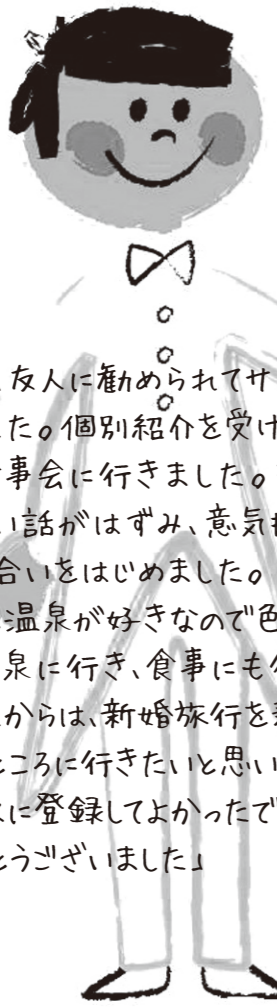 友人に勧められてサ
た。個別紹介を受け
事会に行きました。
い話がはずみ、意気
合いをはじめました。
温泉が好きなので色
泉に行き、食事にも
からは、新婚旅行を
ところに行きたいと思い
に登録してよかったで
とうございました」